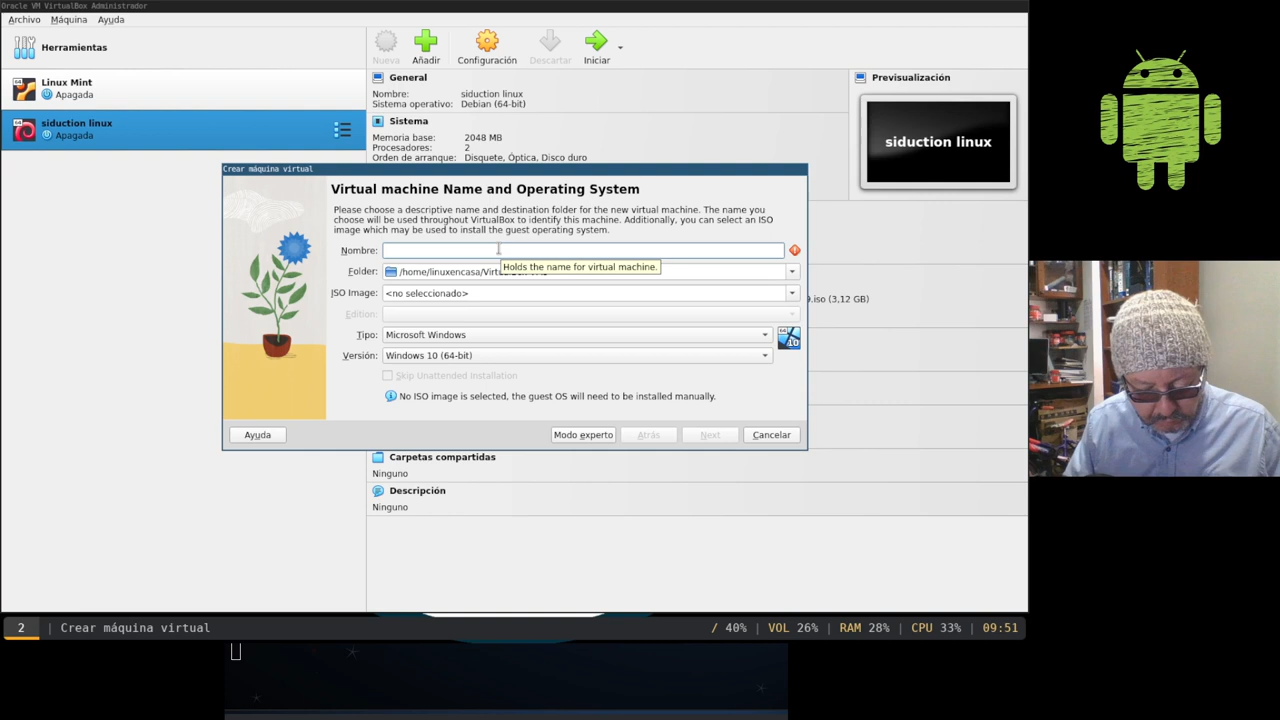 Oracle VM VirtualBox Administrador
Archivo Máquina Ayuda
Herramientas
Nueva Añadir Configuración Descartar Iniciar
Linux Mint
Apagada
siduction linux
Apagada
General
Nombre: siduction linux
Sistema operativo: Debian (64-bit)
Sistema
Memoria base: 2048 MB
Procesadores: 2
Orden de arranque: Disquete, Óptica, Disco duro
Previsualización
siduction linux
Crear máquina virtual
Virtual machine Name and Operating System
Please choose a descriptive name and destination folder for the new virtual machine. The name you
choose will be used throughout VirtualBox to identify this machine. Additionally, you can select an ISO
image which may be used to install the guest operating system.
Nombre:
Folder: /home/linuxencasa/Virtu
Holds the name for virtual machine.
ISO Image: <no seleccionado>
9.iso (3,12 GB)
Edition:
Tipo: Microsoft Windows
64
10
Versión: Windows 10 (64-bit)
Skip Unattended Installation
No ISO image is selected, the guest OS will need to be installed manually.
Ayuda Modo experto Atrás Next Cancelar
Carpetas compartidas
Ninguno
Descripción
Ninguno
2 | Crear máquina virtual / 40% | VOL 26% | RAM 28% | CPU 33% | 09:51